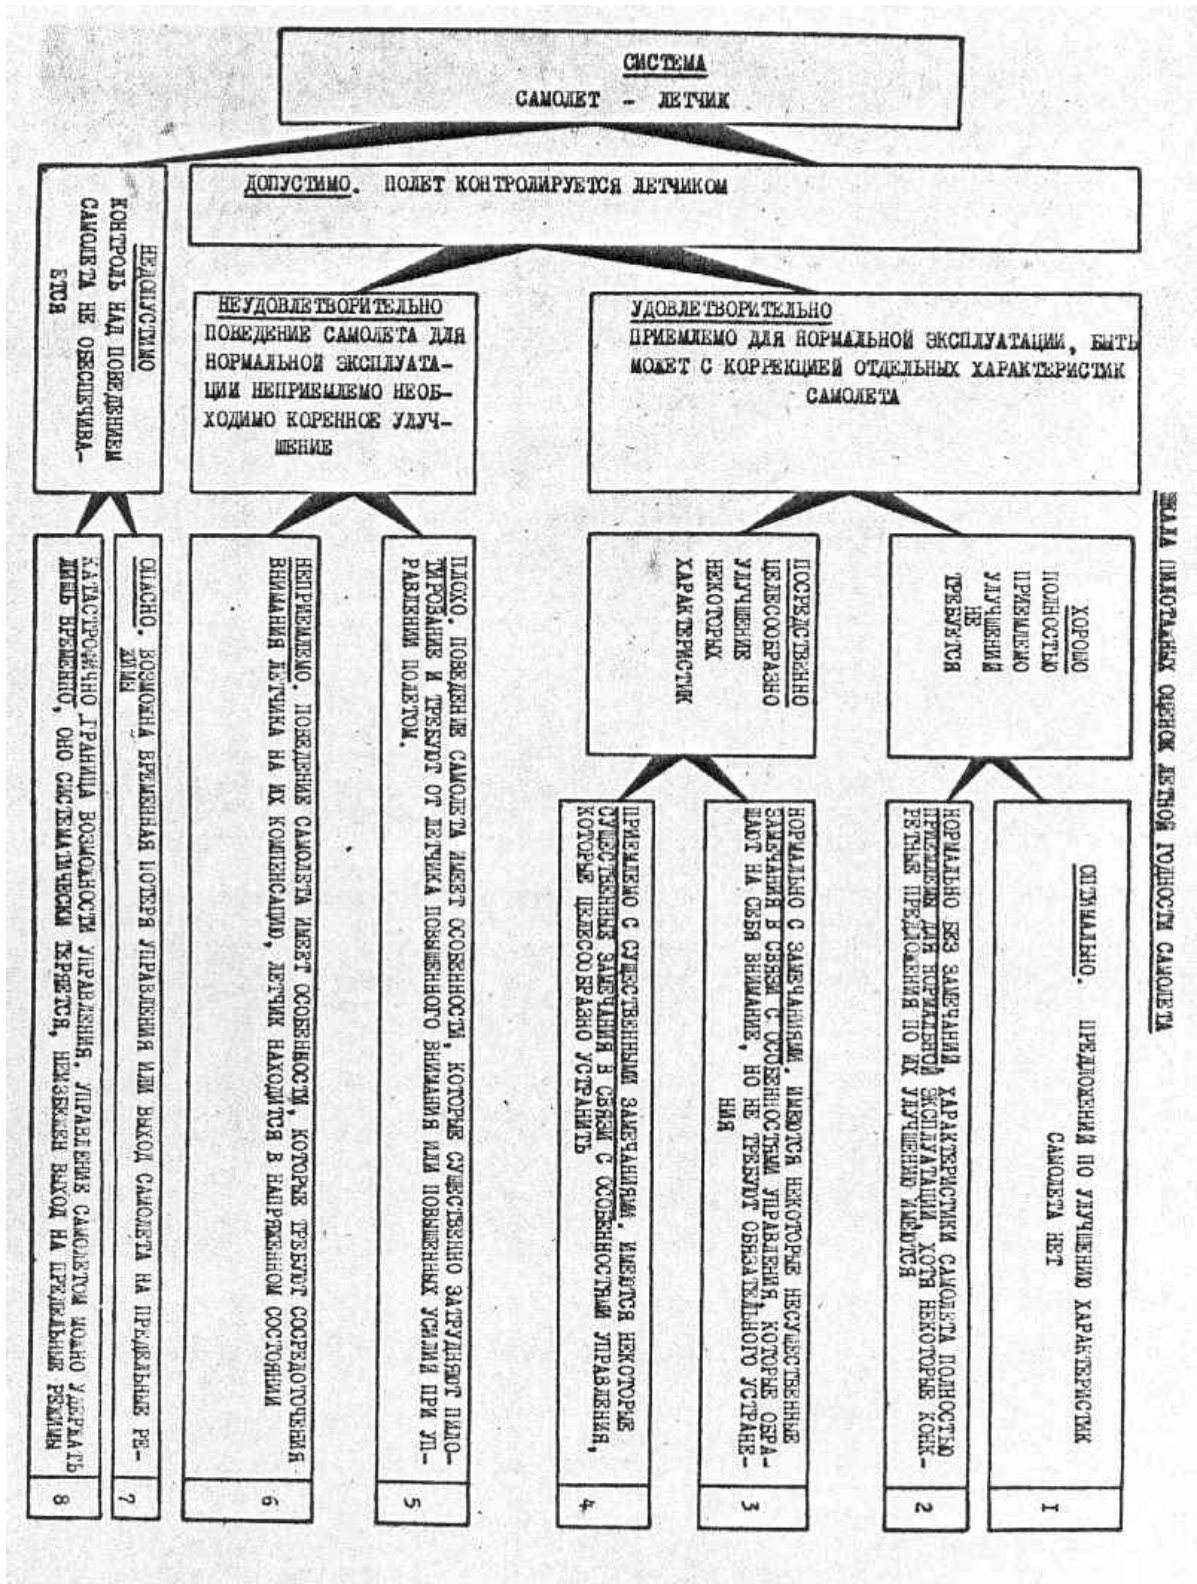 СИСТЕМА
САМОЛЕТ - ЛЕТЧИК
ДОПУСТИМО. ПОЛЕТ КОНТРОЛИРУЕТСЯ ЛЕТЧИКОМ
НЕДОПУСТИМО
КОНТРОЛЬ НАД ПОВЕДЕНИЕМ
САМОЛЕТА НЕ ОБЕСПЕЧИВА-
ЕТСЯ
НЕУДОВЛЕТВОРИТЕЛЬНО
ПОВЕДЕНИЕ САМОЛЕТА ДЛЯ
НОРМАЛЬНОЙ ЭКСПЛУАТА-
ЦИИ НЕПРИЕМЛЕМО НЕОБ-
ХОДИМО КОРЕННОЕ УЛУЧ-
ШЕНИЕ
УДОВЛЕТВОРИТЕЛЬНО
ПРИЕМЛЕМО ДЛЯ НОРМАЛЬНОЙ ЭКСПЛУАТАЦИИ, БЫТЬ
МОЖЕТ С КОРРЕКЦИЕЙ ОТДЕЛЬНЫХ ХАРАКТЕРИСТИК
САМОЛЕТА
ШКАЛА ПИЛОТАЖНЫХ ОЦЕНОК ЛЕТНОЙ ГОДНОСТИ САМОЛЕТА
ХОРОШО
ПОЛНОСТЬЮ
ПРИЕМЛЕМО
УЛУЧШЕНИЙ
НЕ
ТРЕБУЕТСЯ
ПОСРЕДСТВЕННО
ЦЕЛЕСООБРАЗНО
УЛУЧШЕНИЕ
НЕКОТОРЫХ
ХАРАКТЕРИСТИК
ОПТИМАЛЬНО. ПРЕДЛОЖЕНИЙ ПО УЛУЧШЕНИЮ ХАРАКТЕРИСТИК
САМОЛЕТА НЕТ
I
НОРМАЛЬНО БЕЗ ЗАМЕЧАНИЙ, ХАРАКТЕРИСТИКИ САМОЛЕТА ПОЛНОСТЬЮ
ПРИЕМЛЕМЫ ДЛЯ НОРМАЛЬНОЙ ЭКСПЛУАТАЦИИ, ХОТЯ НЕКОТОРЫЕ КОНК-
РЕТНЫЕ ПРЕДЛОЖЕНИЯ ПО ИХ УЛУЧШЕНИЮ ИМЕЮТСЯ
2
НОРМАЛЬНО С ЗАМЕЧАНИЯМИ. ИМЕЮТСЯ НЕКОТОРЫЕ НЕСУЩЕСТВЕННЫЕ
ЗАМЕЧАНИЯ В СВЯЗИ С ОСОБЕННОСТЯМИ УПРАВЛЕНИЯ, КОТОРЫЕ ОБРА-
ЩАЮТ НА СЕБЯ ВНИМАНИЕ, НО НЕ ТРЕБУЮТ ОБЯЗАТЕЛЬНОГО УСТРАНЕ-
НИЯ
3
ПРИЕМЛЕМО С СУЩЕСТВЕННЫМИ ЗАМЕЧАНИЯМИ. ИМЕЮТСЯ НЕКОТОРЫЕ
СУЩЕСТВЕННЫЕ ЗАМЕЧАНИЯ В СВЯЗИ С ОСОБЕННОСТЯМИ УПРАВЛЕНИЯ,
КОТОРЫЕ ЦЕЛЕСООБРАЗНО УСТРАНИТЬ
4
ПЛОХО. ПОВЕДЕНИЕ САМОЛЕТА ИМЕЕТ ОСОБЕННОСТИ, КОТОРЫЕ СУЩЕСТВЕННО ЗАТРУДНЯЮТ ПИЛО-
ТИРОВАНИЕ И ТРЕБУЮТ ОТ ЛЕТЧИКА ПОВЫШЕННОГО ВНИМАНИЯ ИЛИ ПОВЫШЕННЫХ УСИЛИЙ ПРИ УП-
РАВЛЕНИИ ПОЛЕТОМ.
5
НЕПРИЕМЛЕМО. ПОВЕДЕНИЕ САМОЛЕТА ИМЕЕТ ОСОБЕННОСТИ, КОТОРЫЕ ТРЕБУЮТ СОСРЕДОТОЧЕНИЯ
ВНИМАНИЯ ЛЕТЧИКА НА ИХ КОМПЕНСАЦИЮ, ЛЕТЧИК НАХОДИТСЯ В НАПРЯЖЕННОМ СОСТОЯНИИ
6
ОПАСНО. ВОЗМОЖНА ВРЕМЕННАЯ ПОТЕРЯ УПРАВЛЕНИЯ ИЛИ ВЫХОД САМОЛЕТА НА ПРЕДЕЛЬНЫЕ РЕ-
ЖИМЫ
7
КАТАСТРОФИЧНО ГРАНИЦА ВОЗМОЖНОСТИ УПРАВЛЕНИЯ. УПРАВЛЕНИЕ САМОЛЕТОМ МОЖНО УДЕРЖАТЬ
ЛИШЬ ВРЕМЕННО, ОНО СИСТЕМАТИЧЕСКИ ТЕРЯЕТСЯ, НЕИЗБЕЖЕН ВЫХОД НА ПРЕДЕЛЬНЫЕ РЕЖИМЫ
8